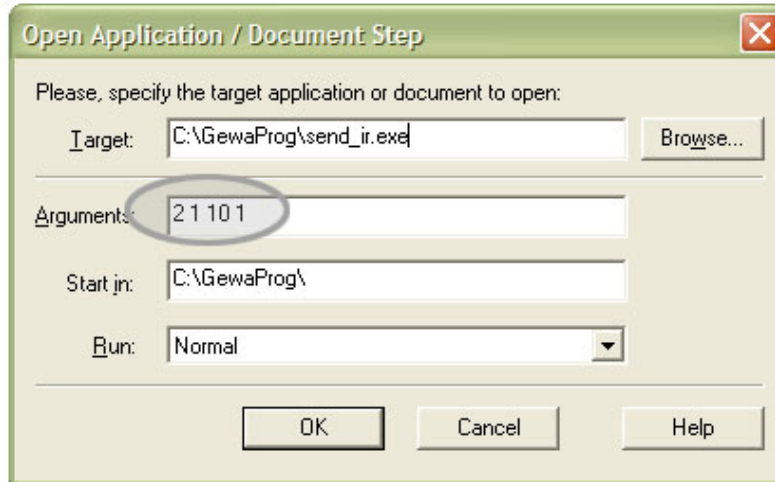 Open Application / Document Step
Please, specify the target application or document to open:
Target: C:\GewaProg\send_ir.exe Browse...
Arguments: 2 1 10 1
Start in: C:\GewaProg\
Run: Normal
OK Cancel Help